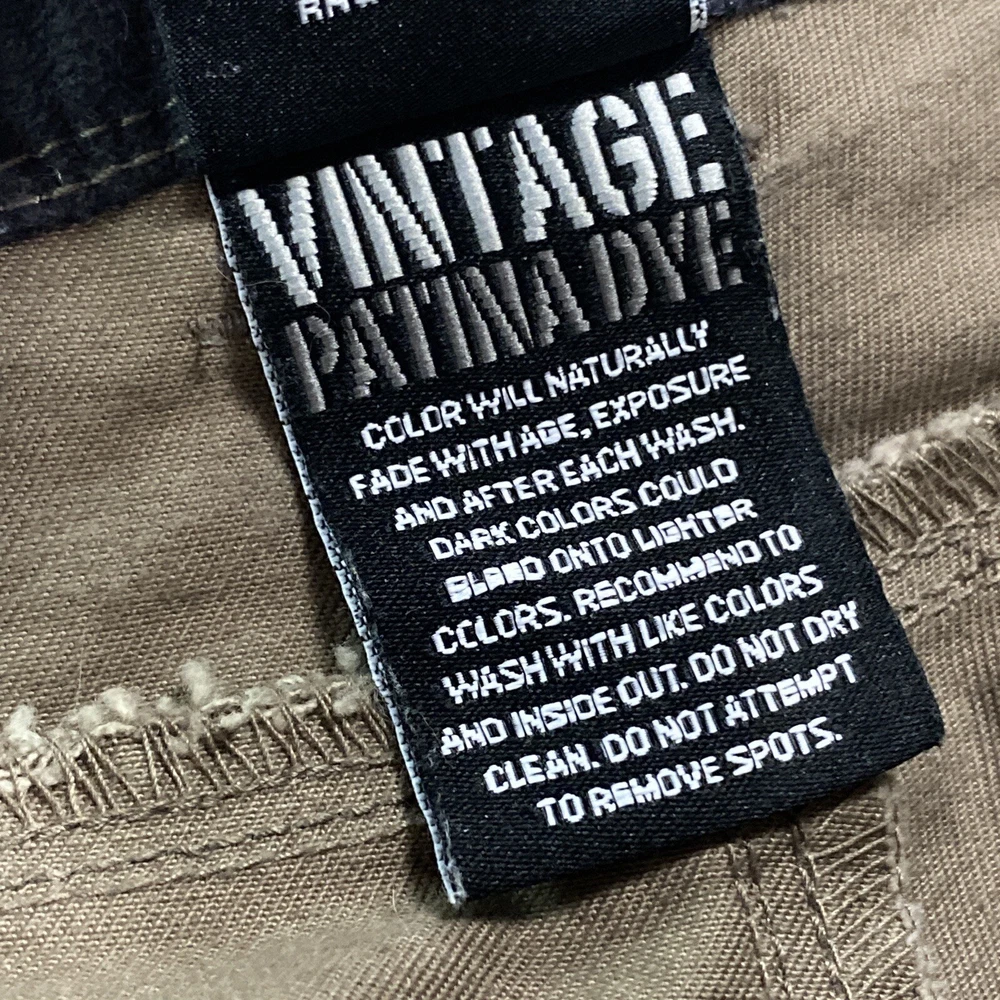 VINTAGE
PATINA DYE
COLOR WILL NATURALLY
FADE WITH AGE, EXPOSURE
AND AFTER EACH WASH.
DARK COLORS COULD
BLEED ONTO LIGHTER
COLORS. RECOMMEND TO
WASH WITH LIKE COLORS
AND INSIDE OUT. DO NOT DRY
CLEAN. DO NOT ATTEMPT
TO REMOVE SPOTS.